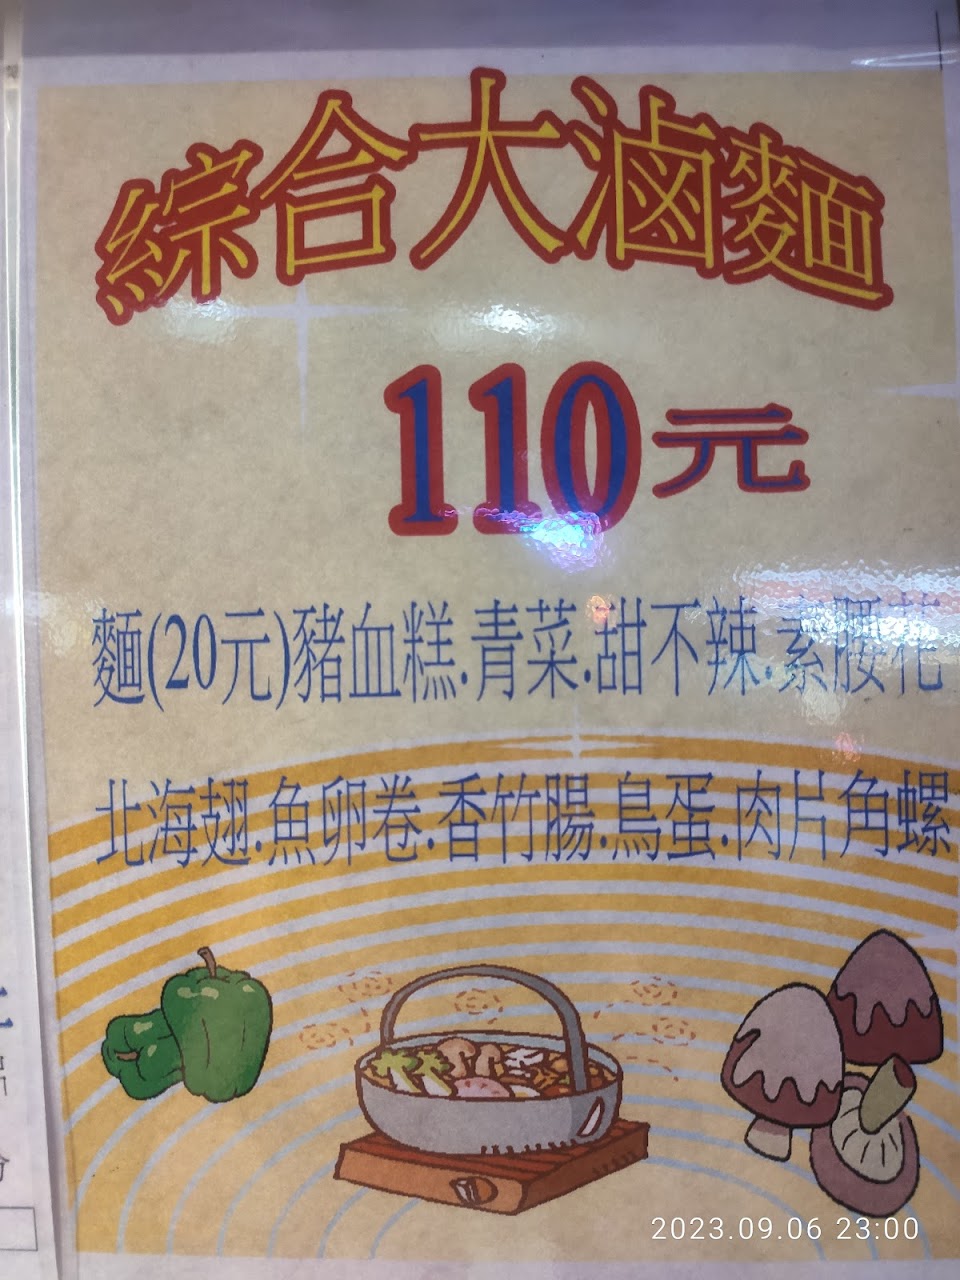 綜合大滷麵
110元
麵(20元)豬血糕.青菜.甜不辣.素腰花
北海翅.魚卵卷.香竹腸.鳥蛋.肉片角螺
2023.09.06 23:00